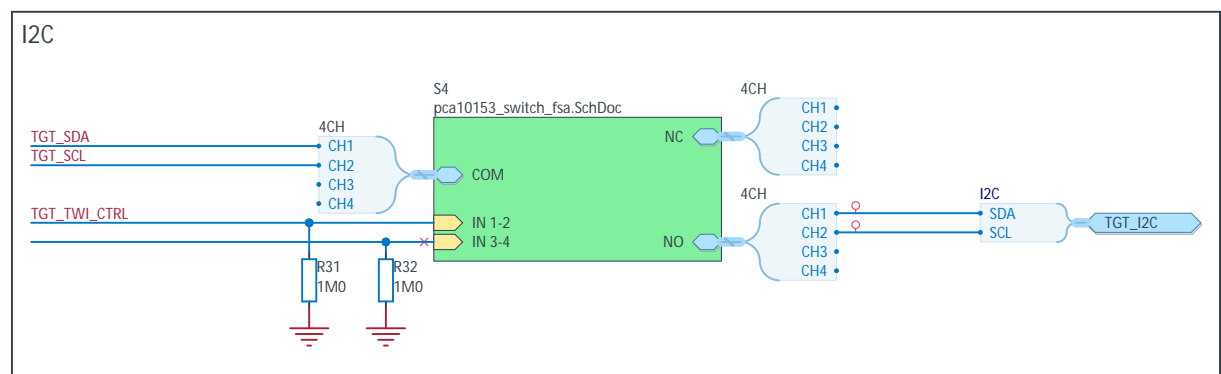 I2C
S4
pca10153_switch_fsa.SchDoc
4CH
CH1
CH2
CH3
CH4
NC
4CH
CH1
CH2
CH3
CH4
TGT_SDA
TGT_SCL
COM
TGT_TWI_CTRL
IN 1-2
IN 3-4
NO
4CH
CH1
CH2
CH3
CH4
I2C
SDA
SCL
TGT_I2C
R31
1M0
R32
1M0